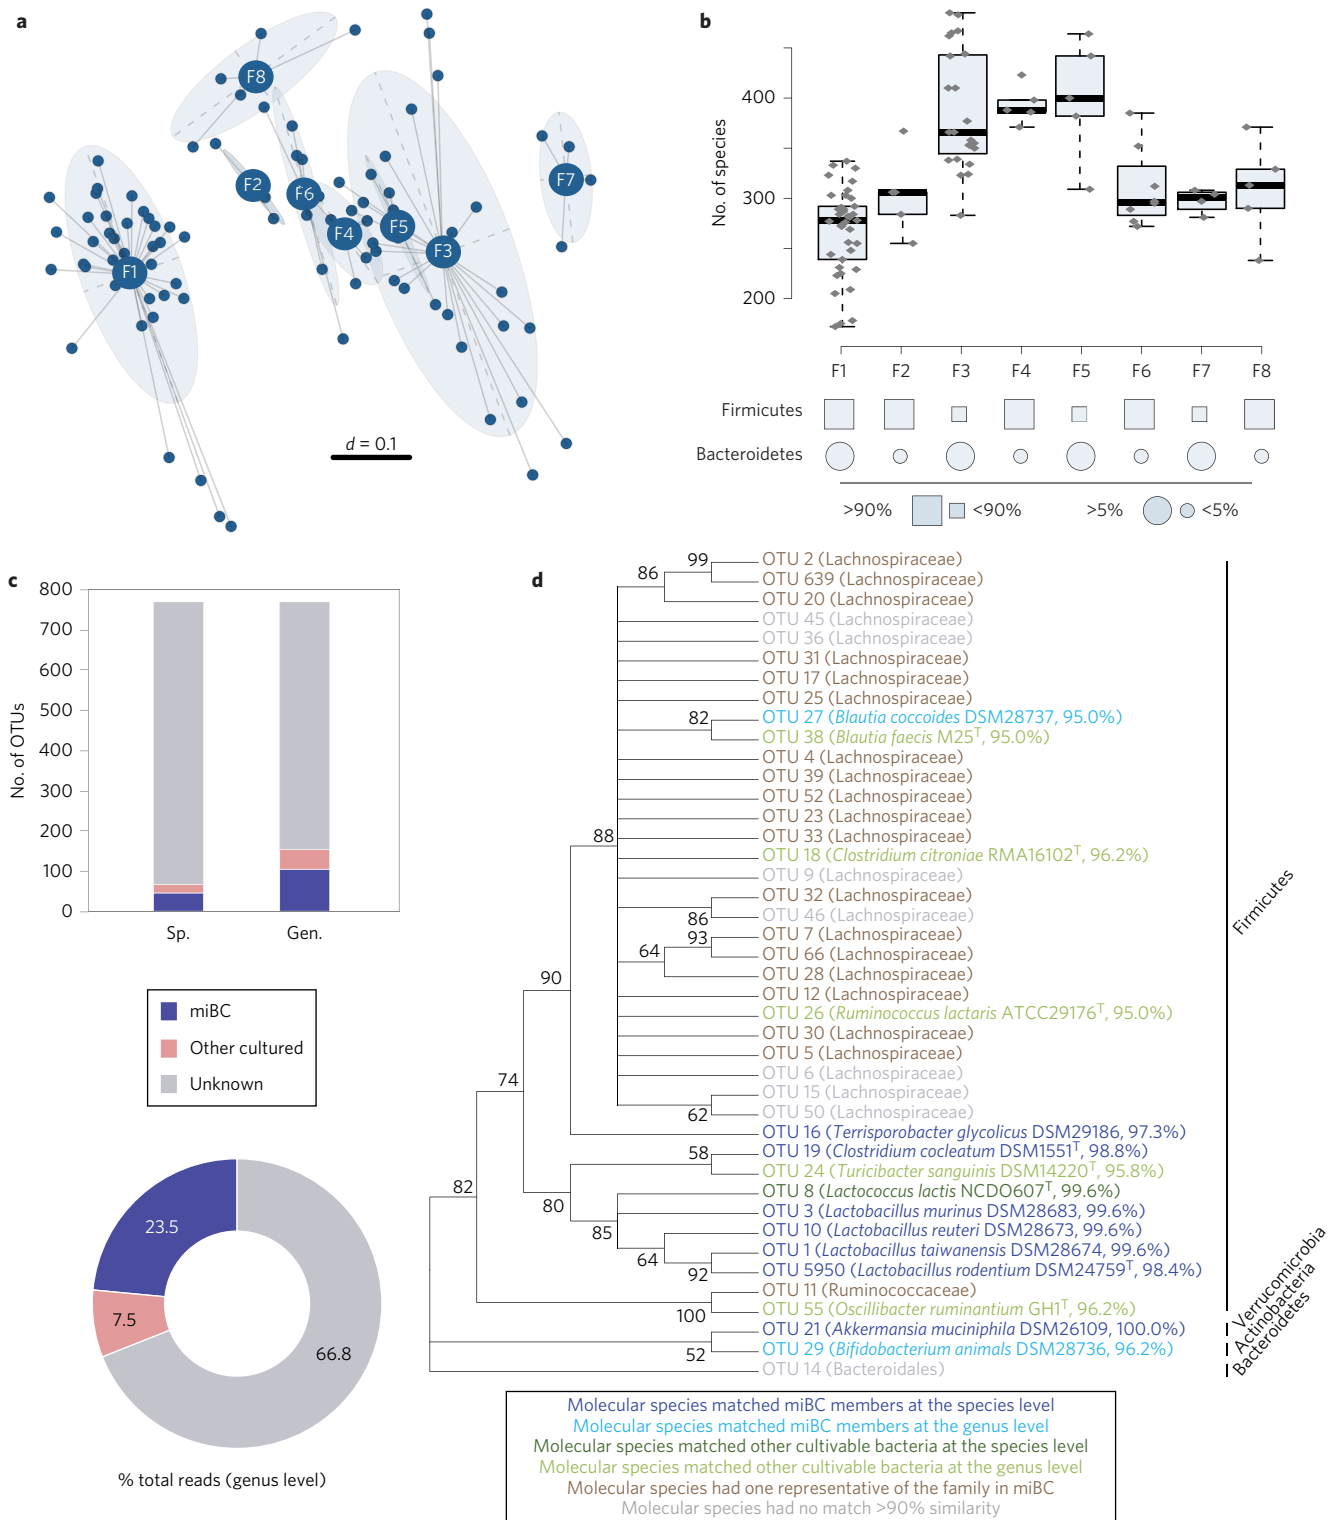 a
F8
F2
F6
F7
F4
F5
F3
F1
d = 0.1
b
No. of species
400
300
200
F1 F2 F3 F4 F5 F6 F7 F8
Firmicutes
Bacteroidetes
>90% <90% >5% <5%
c
No. of OTUs
800
700
600
500
400
300
200
100
0
Sp. Gen.
miBC
Other cultured
Unknown
23.5
7.5
66.8
% total reads (genus level)
d
99
86
82
88
86
93
64
90
74
62
58
82
80
85
64
92
100
52
OTU 2 (Lachnospiraceae)
OTU 639 (Lachnospiraceae)
OTU 20 (Lachnospiraceae)
OTU 45 (Lachnospiraceae)
OTU 36 (Lachnospiraceae)
OTU 31 (Lachnospiraceae)
OTU 17 (Lachnospiraceae)
OTU 25 (Lachnospiraceae)
OTU 27 (Blautia coccoides DSM28737, 95.0%)
OTU 38 (Blautia faecis M25T, 95.0%)
OTU 4 (Lachnospiraceae)
OTU 39 (Lachnospiraceae)
OTU 52 (Lachnospiraceae)
OTU 23 (Lachnospiraceae)
OTU 33 (Lachnospiraceae)
OTU 18 (Clostridium citroniae RMA16102T, 96.2%)
OTU 9 (Lachnospiraceae)
OTU 32 (Lachnospiraceae)
OTU 46 (Lachnospiraceae)
OTU 7 (Lachnospiraceae)
OTU 66 (Lachnospiraceae)
OTU 28 (Lachnospiraceae)
OTU 12 (Lachnospiraceae)
OTU 26 (Ruminococcus lactaris ATCC29176T, 95.0%)
OTU 30 (Lachnospiraceae)
OTU 5 (Lachnospiraceae)
OTU 6 (Lachnospiraceae)
OTU 15 (Lachnospiraceae)
OTU 50 (Lachnospiraceae)
OTU 16 (Terrisporobacter glycolicus DSM29186, 97.3%)
OTU 19 (Clostridium cocleatum DSM1551T, 98.8%)
OTU 24 (Turicibacter sanguinis DSM14220T, 95.8%)
OTU 8 (Lactococcus lactis NCDO607T, 99.6%)
OTU 3 (Lactobacillus murinus DSM28683, 99.6%)
OTU 10 (Lactobacillus reuteri DSM28673, 99.6%)
OTU 1 (Lactobacillus taiwanensis DSM28674, 99.6%)
OTU 5950 (Lactobacillus rodentium DSM24759T, 98.4%)
OTU 11 (Ruminococcaceae)
OTU 55 (Oscillibacter ruminantium GH1T, 96.2%)
OTU 21 (Akkermansia muciniphila DSM26109, 100.0%)
OTU 29 (Bifidobacterium animals DSM28736, 96.2%)
OTU 14 (Bacteroidales)
Firmicutes
Verrucomicrobia
Actinobacteria
Bacteroidetes
Molecular species matched miBC members at the species level
Molecular species matched miBC members at the genus level
Molecular species matched other cultivable bacteria at the species level
Molecular species matched other cultivable bacteria at the genus level
Molecular species had one representative of the family in miBC
Molecular species had no match >90% similarity